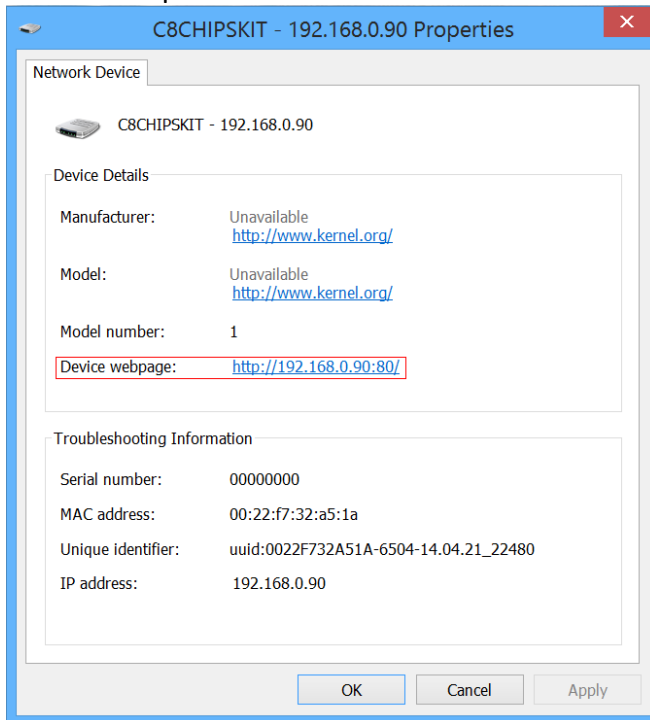 C8CHIPSKIT - 192.168.0.90 Properties
Network Device
C8CHIPSKIT - 192.168.0.90
Device Details
Manufacturer: Unavailable
http://www.kernel.org/
Model: Unavailable
http://www.kernel.org/
Model number: 1
Device webpage: http://192.168.0.90:80/
Troubleshooting Information
Serial number: 00000000
MAC address: 00:22:f7:32:a5:1a
Unique identifier: uuid:0022F732A51A-6504-14.04.21_22480
IP address: 192.168.0.90
OK Cancel Apply